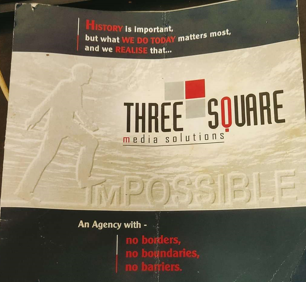 HISTORY is important,
but what WE DO TODAY matters most,
and we REALISE that...
THREE SQUARE
media solutions
IMPOSSIBLE
An Agency with -
no borders,
no boundaries,
no barriers.